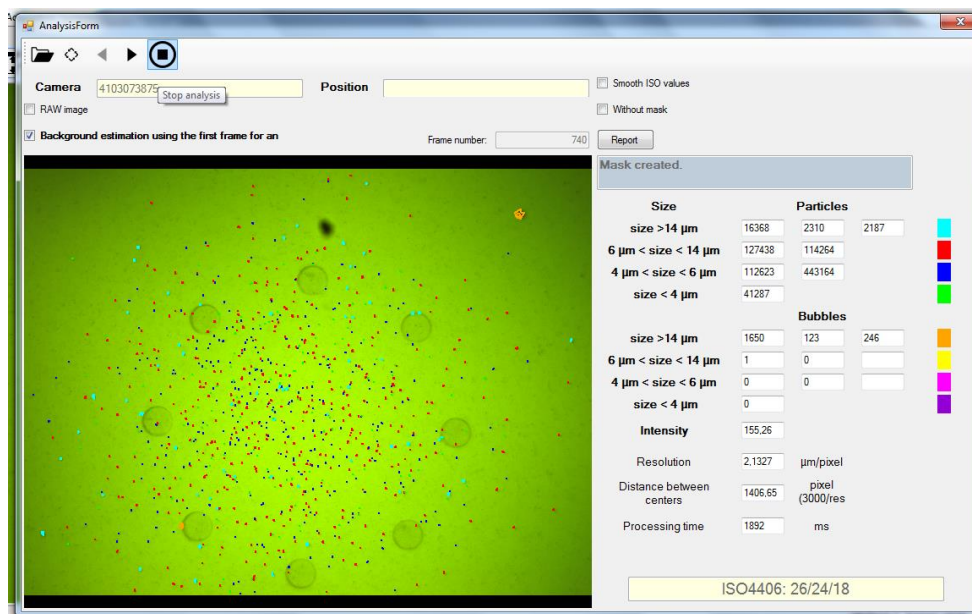 AnalysisForm
Camera 4103073875 Position Smooth ISO values
Stop analysis
RAW image Without mask
Background estimation using the first frame for an Frame number: 740 Report
Mask created.
Size Particles
size >14 µm 16368 2310 2187
6 µm < size < 14 µm 127438 114264
4 µm < size < 6 µm 112623 443164
size < 4 µm 41287
Bubbles
size >14 µm 1650 123 246
6 µm < size < 14 µm 1 0
4 µm < size < 6 µm 0 0
size < 4 µm 0
Intensity 155,26
Resolution 2,1327 µm/pixel
Distance between pixel
centers 1406,65 (3000/res
Processing time 1892 ms
ISO4406: 26/24/18